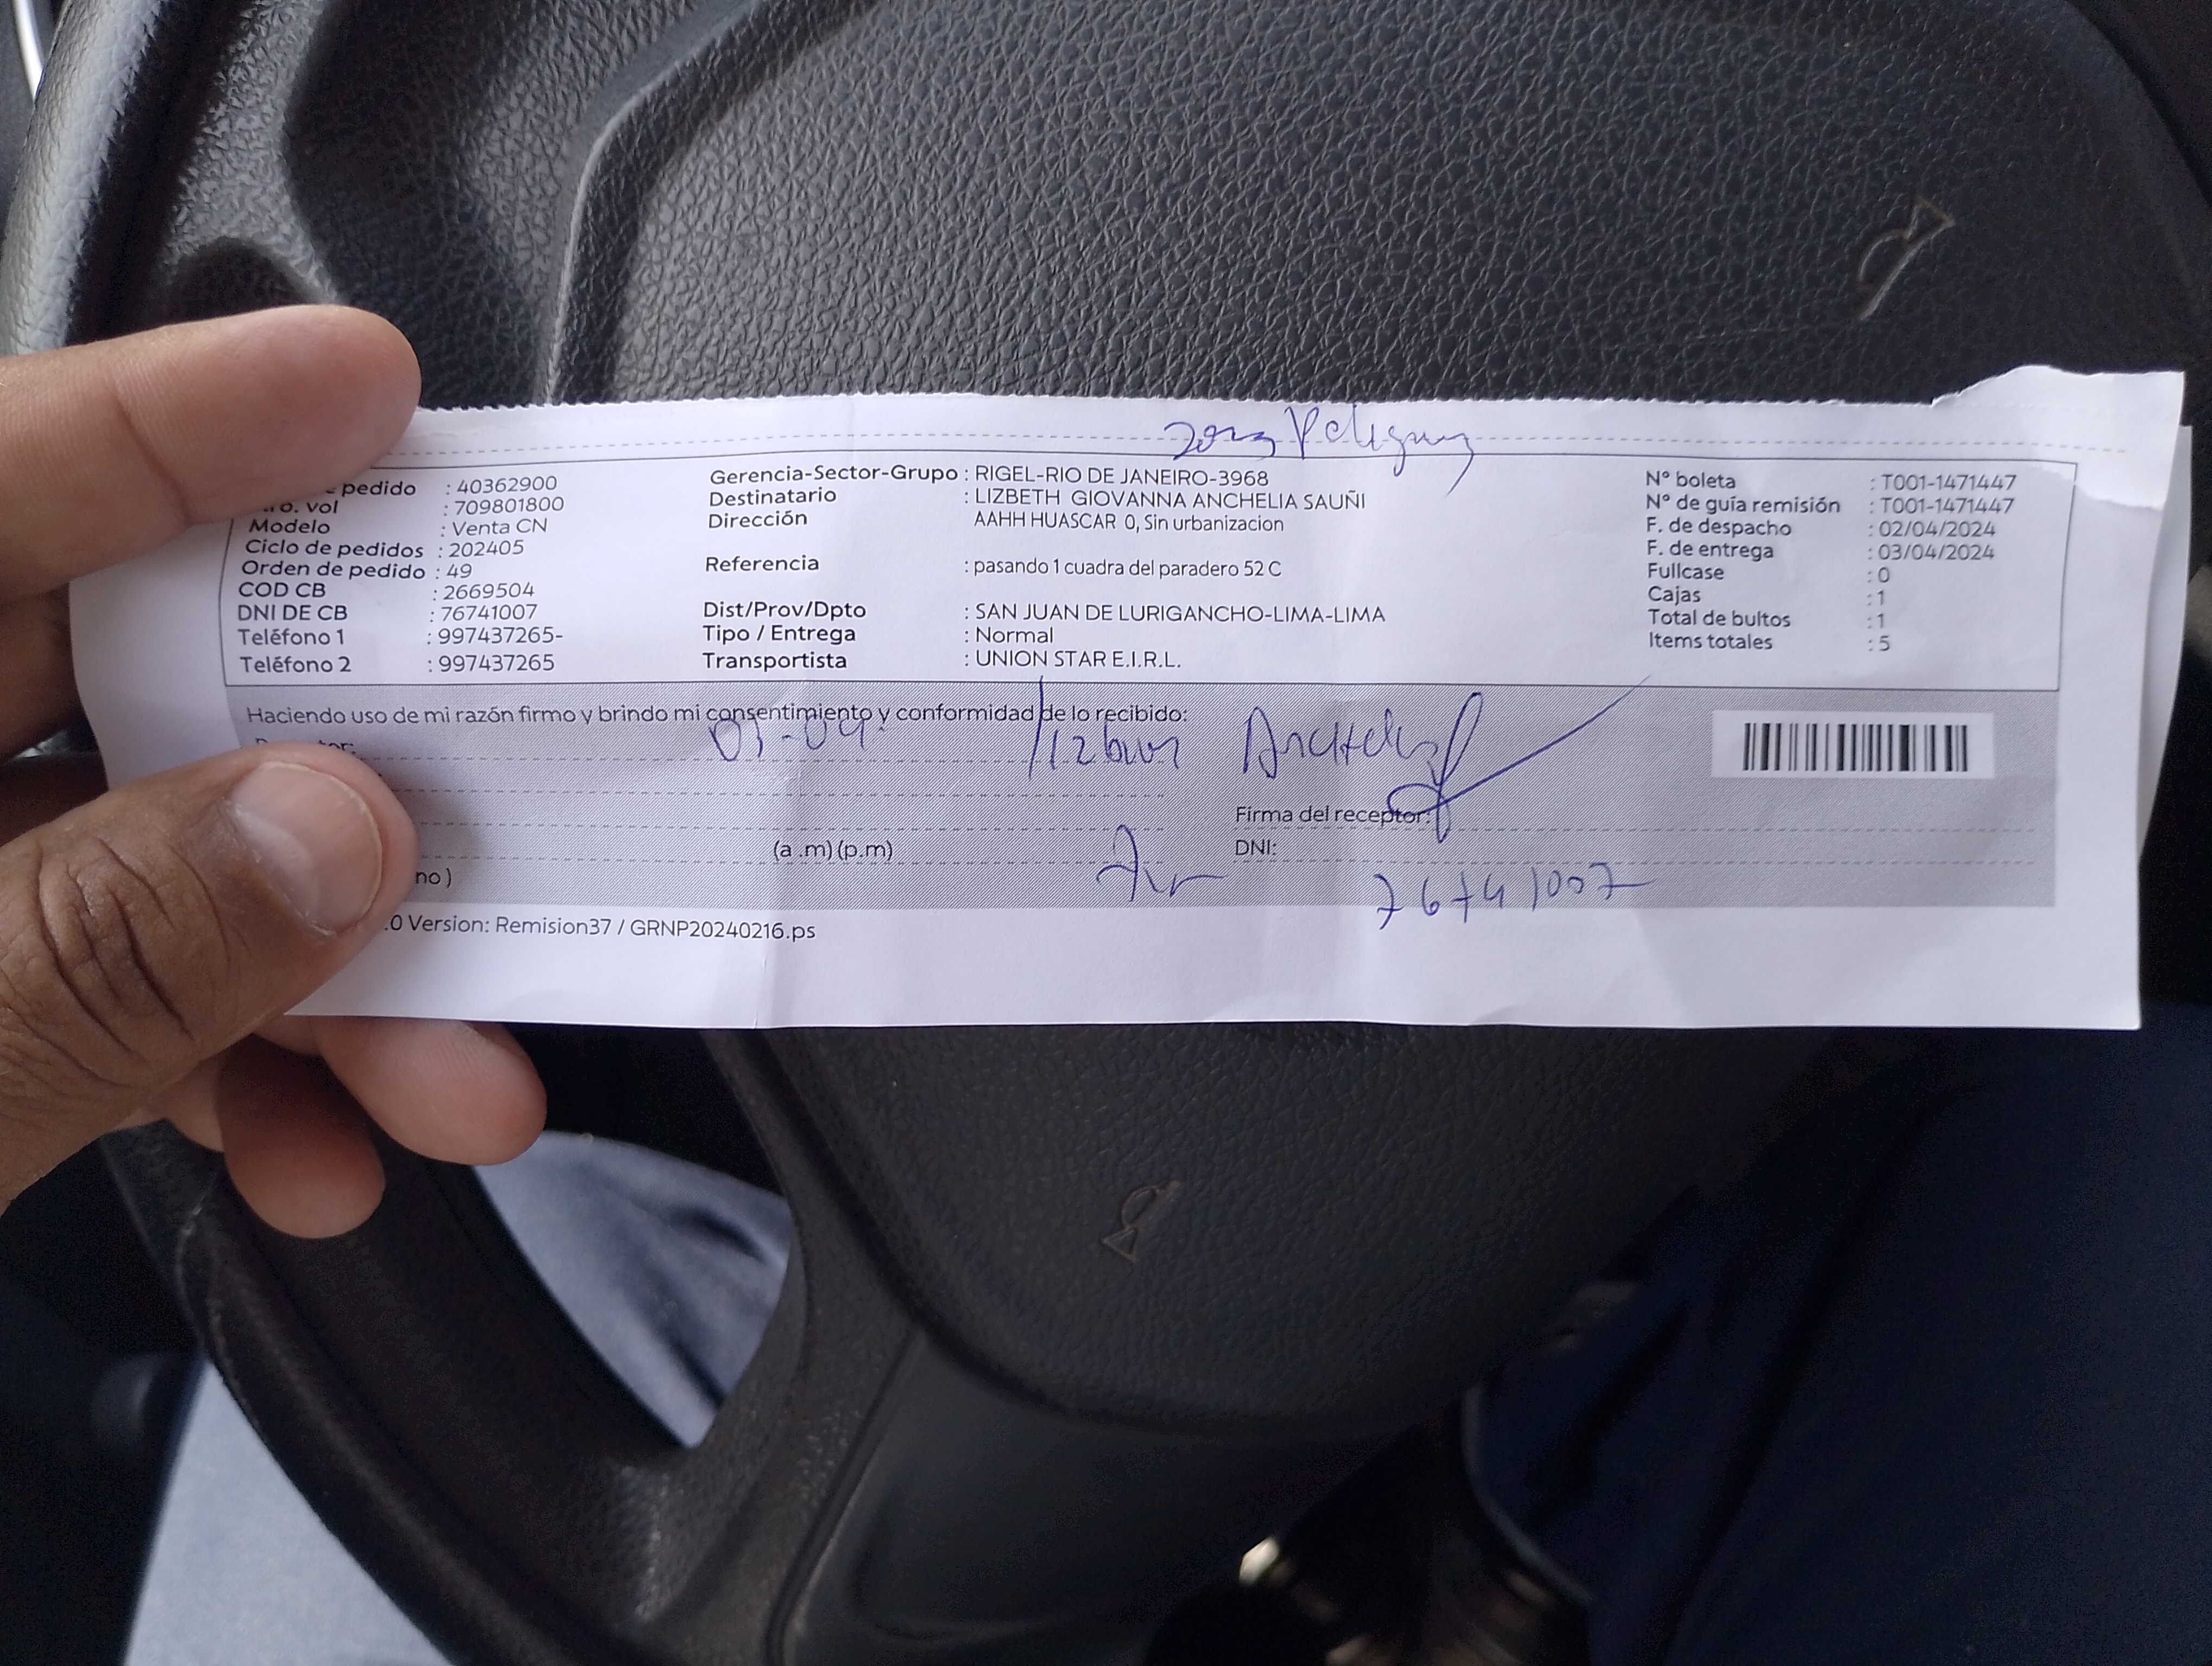 pedido : 40362900
ro. vol : 709801800
Modelo : Venta CN
Ciclo de pedidos : 202405
Orden de pedido : 49
COD CB : 2669504
DNI DE CB : 76741007
Teléfono 1 : 997437265-
Teléfono 2 : 997437265
Gerencia-Sector-Grupo : RIGEL-RIO DE JANEIRO-3968
Destinatario : LIZBETH GIOVANNA ANCHELIA SAUÑI
Dirección AAHH HUASCAR 0, Sin urbanizacion
Referencia : pasando 1 cuadra del paradero 52 C
Dist/Prov/Dpto : SAN JUAN DE LURIGANCHO-LIMA-LIMA
Tipo / Entrega : Normal
Transportista : UNION STAR E.I.R.L.
Nº boleta : T001-1471447
Nº de guía remisión : T001-1471447
F. de despacho : 02/04/2024
F. de entrega : 03/04/2024
Fullcase : 0
Cajas : 1
Total de bultos : 1
Items totales : 5
Haciendo uso de mi razón firmo y brindo mi consentimiento y conformidad de lo recibido:
Firma del receptor:
(a .m) (p.m) DNI:
76741007
no )
.0 Version: Remision37 / GRNP20240216.ps